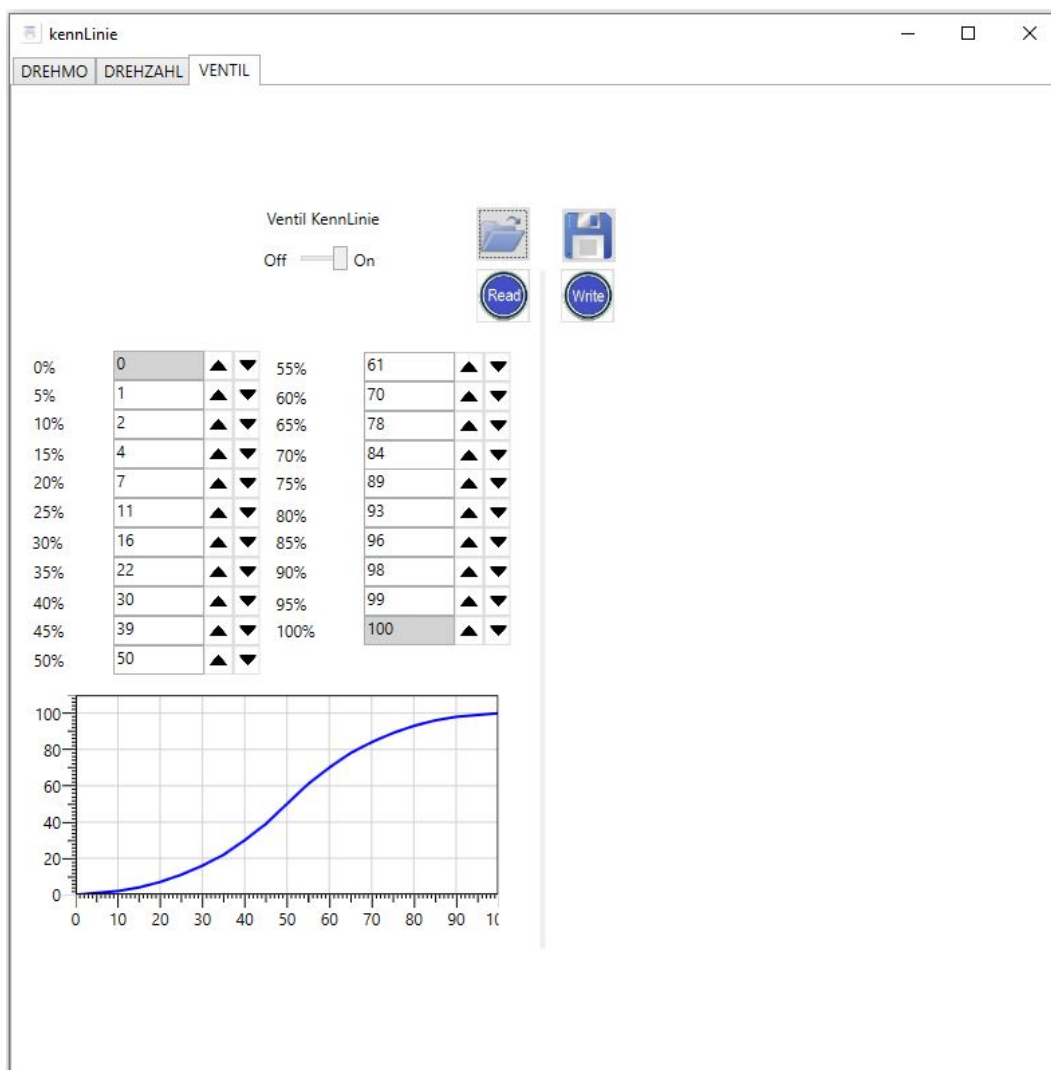 kennLinie
DREHMO DREHZAHL VENTIL
Ventil KennLinie
Off On
Read Write
0% 0 55% 61
5% 1 60% 70
10% 2 65% 78
15% 4 70% 84
20% 7 75% 89
25% 11 80% 93
30% 16 85% 96
35% 22 90% 98
40% 30 95% 99
45% 39 100% 100
50% 50
100
80
60
40
20
0
0 10 20 30 40 50 60 70 80 90 10